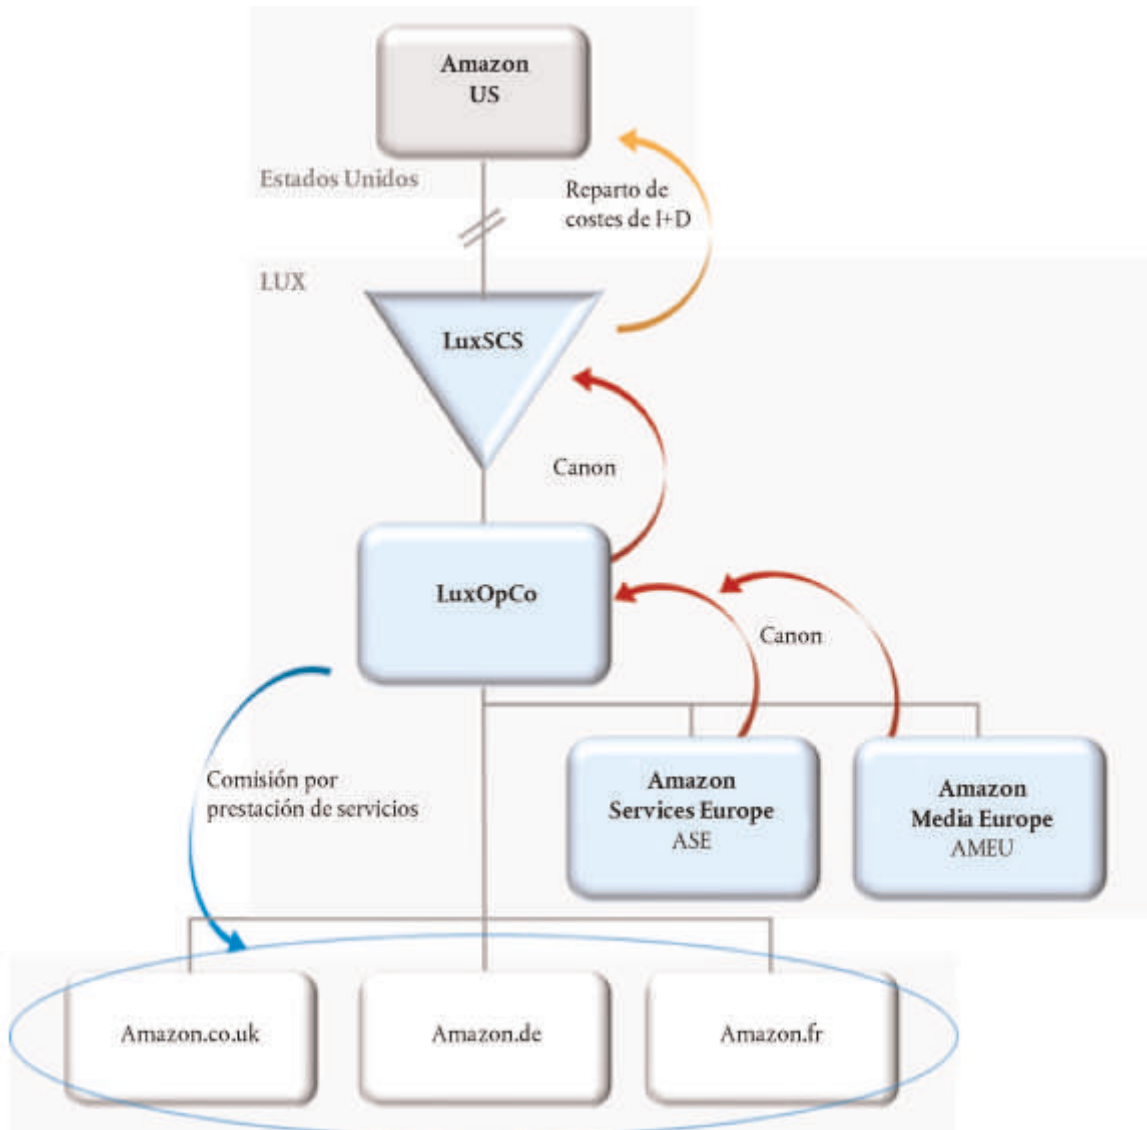 Amazon
US
Estados Unidos
Reparto de
costes de I+D
LUX
LuxSCS
Canon
LuxOpCo
Canon
Comisión por
prestación de servicios
Amazon
Services Europe
ASE
Amazon
Media Europe
AMEU
Amazon.co.uk
Amazon.de
Amazon.fr